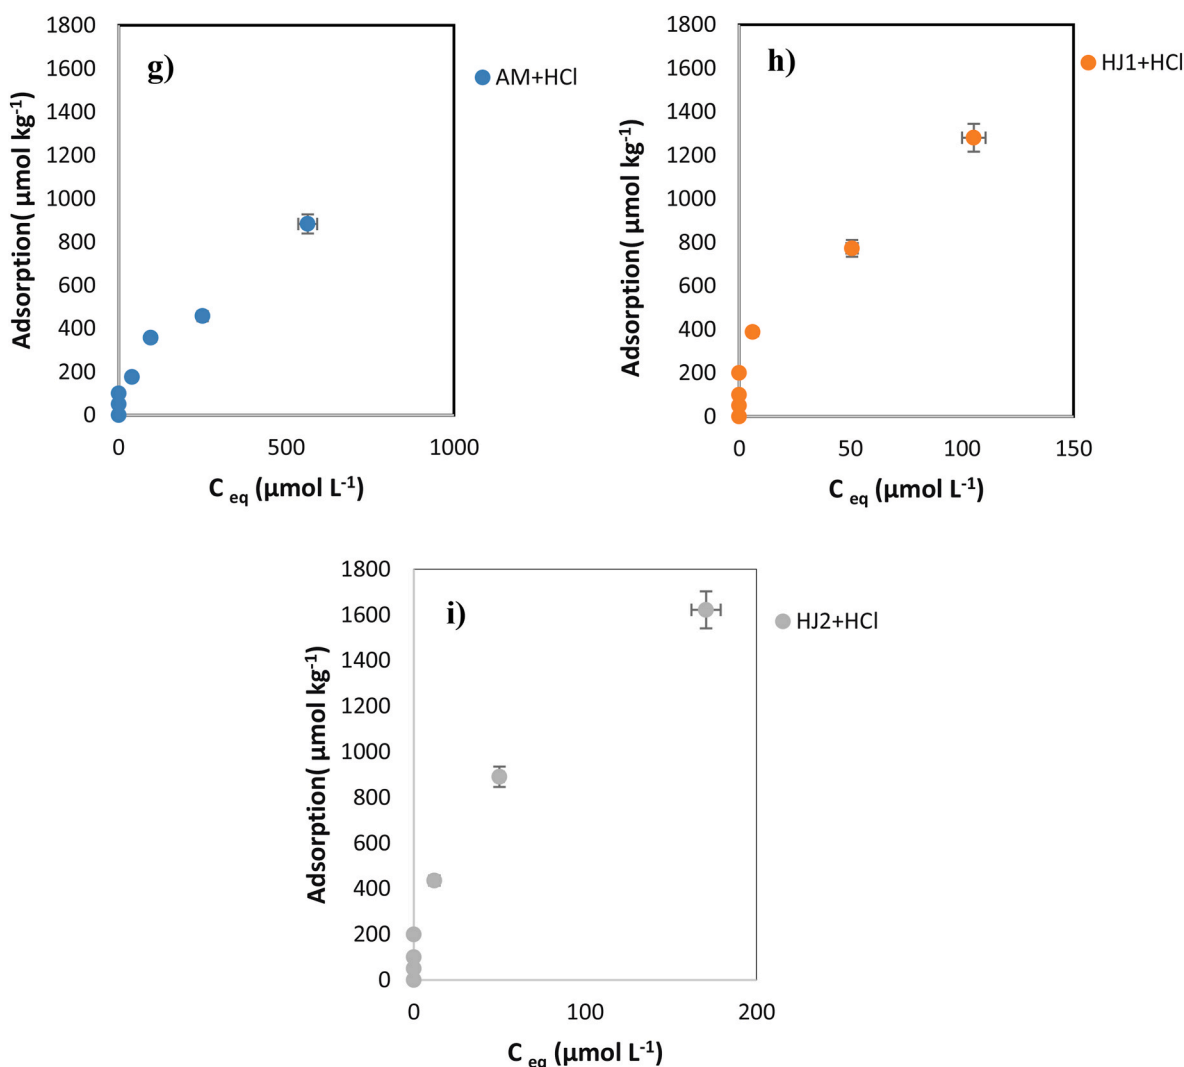 g)
1800
1600
1400
1200
1000
800
600
400
200
0
Adsorption( µmol kg-1)
0 500 1000
C eq (µmol L-1)
AM+HCl
h)
1800
1600
1400
1200
1000
800
600
400
200
0
Adsorption( µmol kg-1)
0 50 100 150
C eq (µmol L-1)
HJ1+HCl
i)
1800
1600
1400
1200
1000
800
600
400
200
0
Adsorption( µmol kg-1)
0 100 200
C eq (µmol L-1)
HJ2+HCl